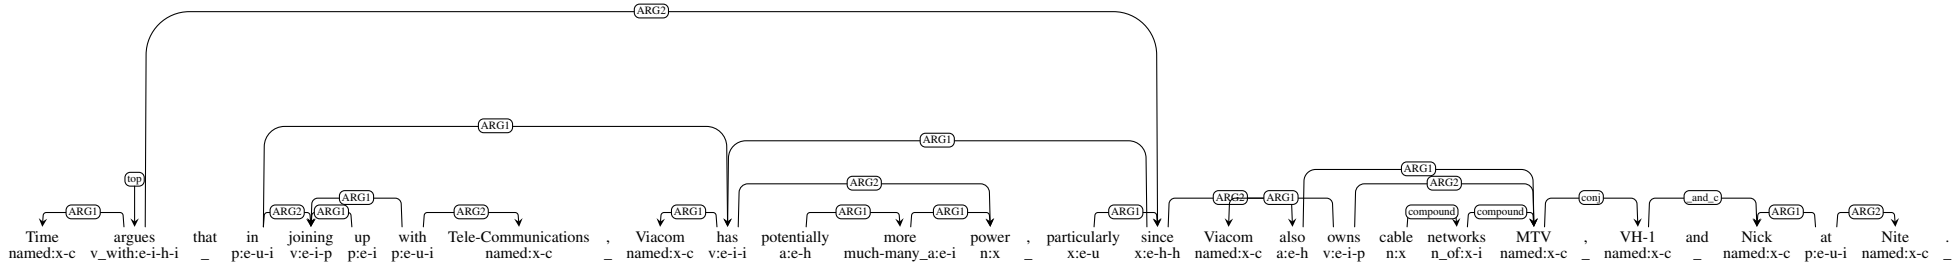 ARG2
ARG1
ARG1
ARG1
top ARG2 ARG2
ARG1 ARG2 ARG1 conj _and_c
ARG1 ARG2 ARG1 ARG2 ARG1 ARG1 ARG1 ARG1 compound compound ARG1 ARG2
Time argues that in joining up with Tele-Communications , Viacom has potentially more power , particularly since Viacom also owns cable networks MTV , VH-1 and Nick at Nite .
named:x-c v_with:e-i-h-i _ p:e-u-i v:e-i-p p:e-i p:e-u-i named:x-c _ named:x-c v:e-i-i a:e-h much-many_a:e-i n:x _ x:e-u x:e-h-h named:x-c a:e-h v:e-i-p n:x n_of:x-i named:x-c _ named:x-c _ named:x-c p:e-u-i named:x-c _